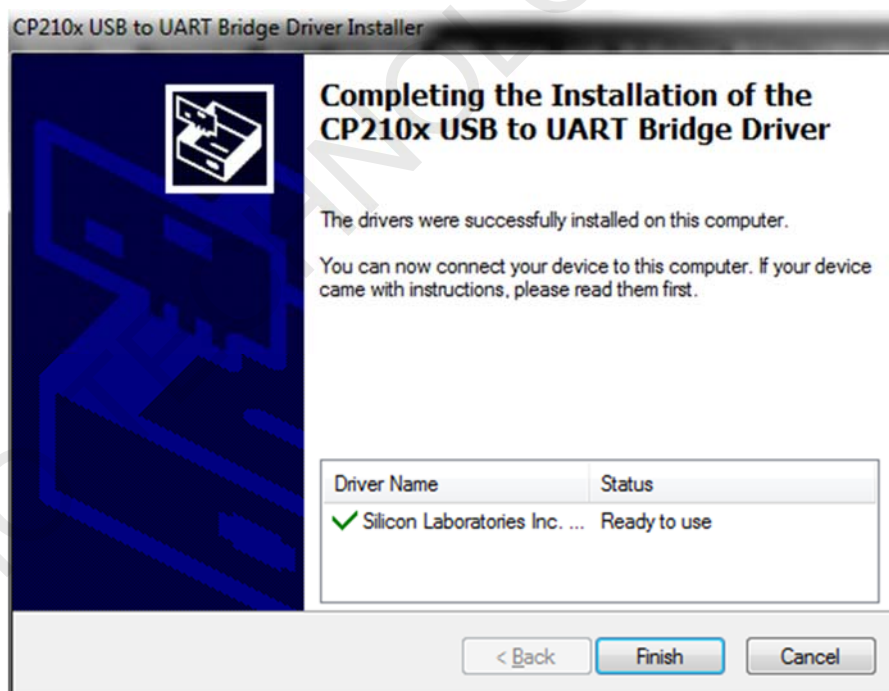 CP210x USB to UART Bridge Driver Installer
Completing the Installation of the
CP210x USB to UART Bridge Driver
The drivers were successfully installed on this computer.
You can now connect your device to this computer. If your device
came with instructions, please read them first.
Driver Name Status
Silicon Laboratories Inc. ... Ready to use
< Back Finish Cancel